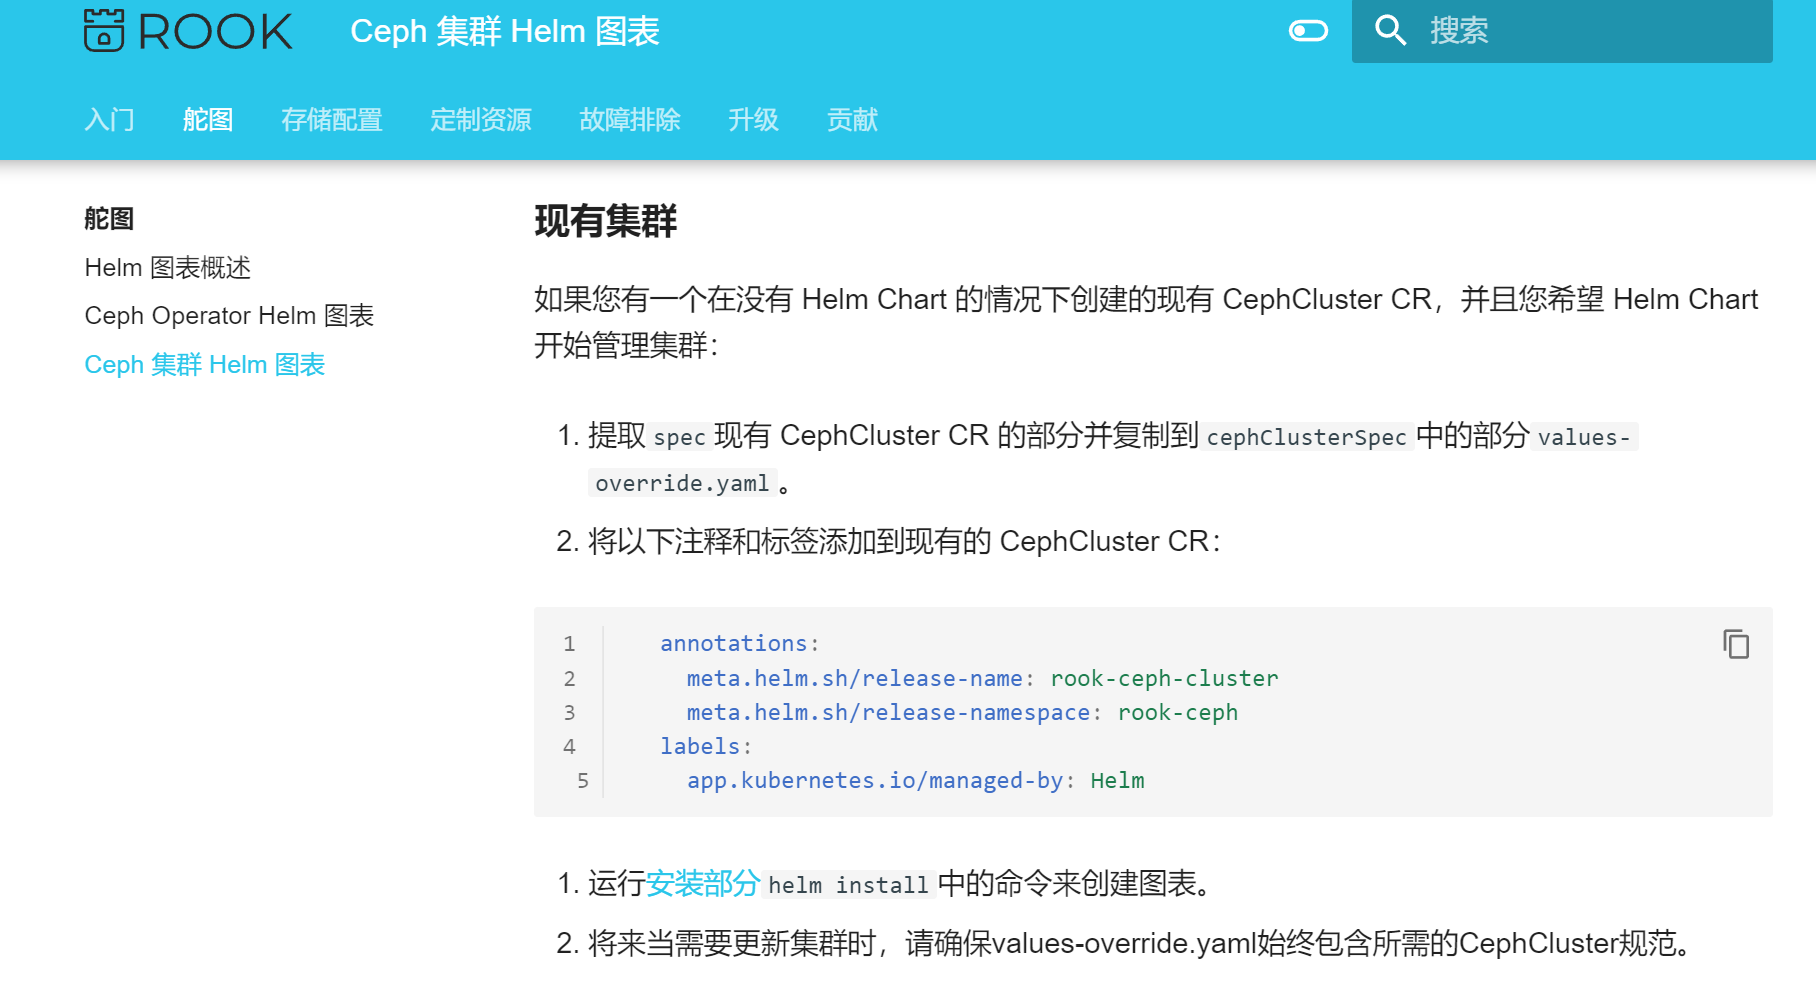 ROOK
Ceph 集群 Helm 图表
搜索
入门 舵图 存储配置 定制资源 故障排除 升级 贡献
舵图
Helm 图表概述
Ceph Operator Helm 图表
Ceph 集群 Helm 图表
现有集群
如果您有一个在没有 Helm Chart 的情况下创建的现有 CephCluster CR，并且您希望 Helm Chart
开始管理集群：
1. 提取 spec 现有 CephCluster CR 的部分并复制到 cephClusterSpec 中的部分 values-
override.yaml 。
2. 将以下注释和标签添加到现有的 CephCluster CR：
1 annotations:
2 meta.helm.sh/release-name: rook-ceph-cluster
3 meta.helm.sh/release-namespace: rook-ceph
4 labels:
5 app.kubernetes.io/managed-by: Helm
1. 运行安装部分 helm install 中的命令来创建图表。
2. 将来当需要更新集群时，请确保values-override.yaml始终包含所需的CephCluster规范。